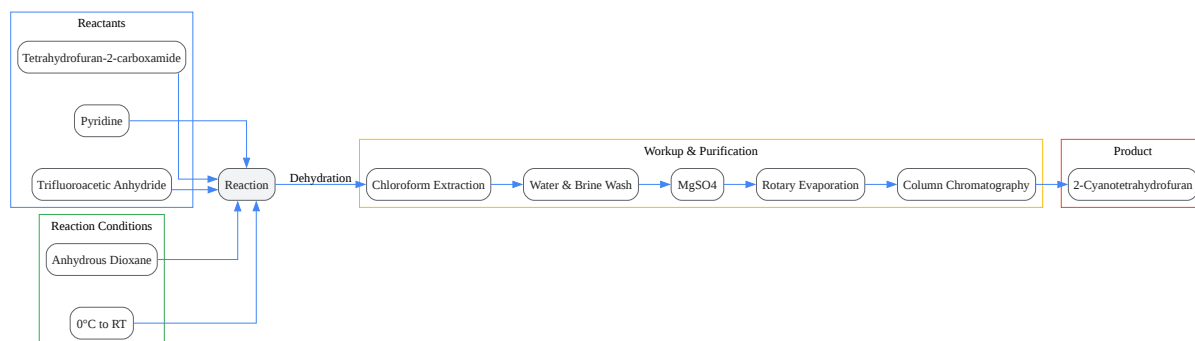 Reactants
Tetrahydrofuran-2-carboxamide
Pyridine
Trifluoroacetic Anhydride
Reaction Conditions
Anhydrous Dioxane
0°C to RT
Reaction
Dehydration
Workup & Purification
Chloroform Extraction
Water & Brine Wash
MgSO4
Rotary Evaporation
Column Chromatography
Product
2-Cyanotetrahydrofuran